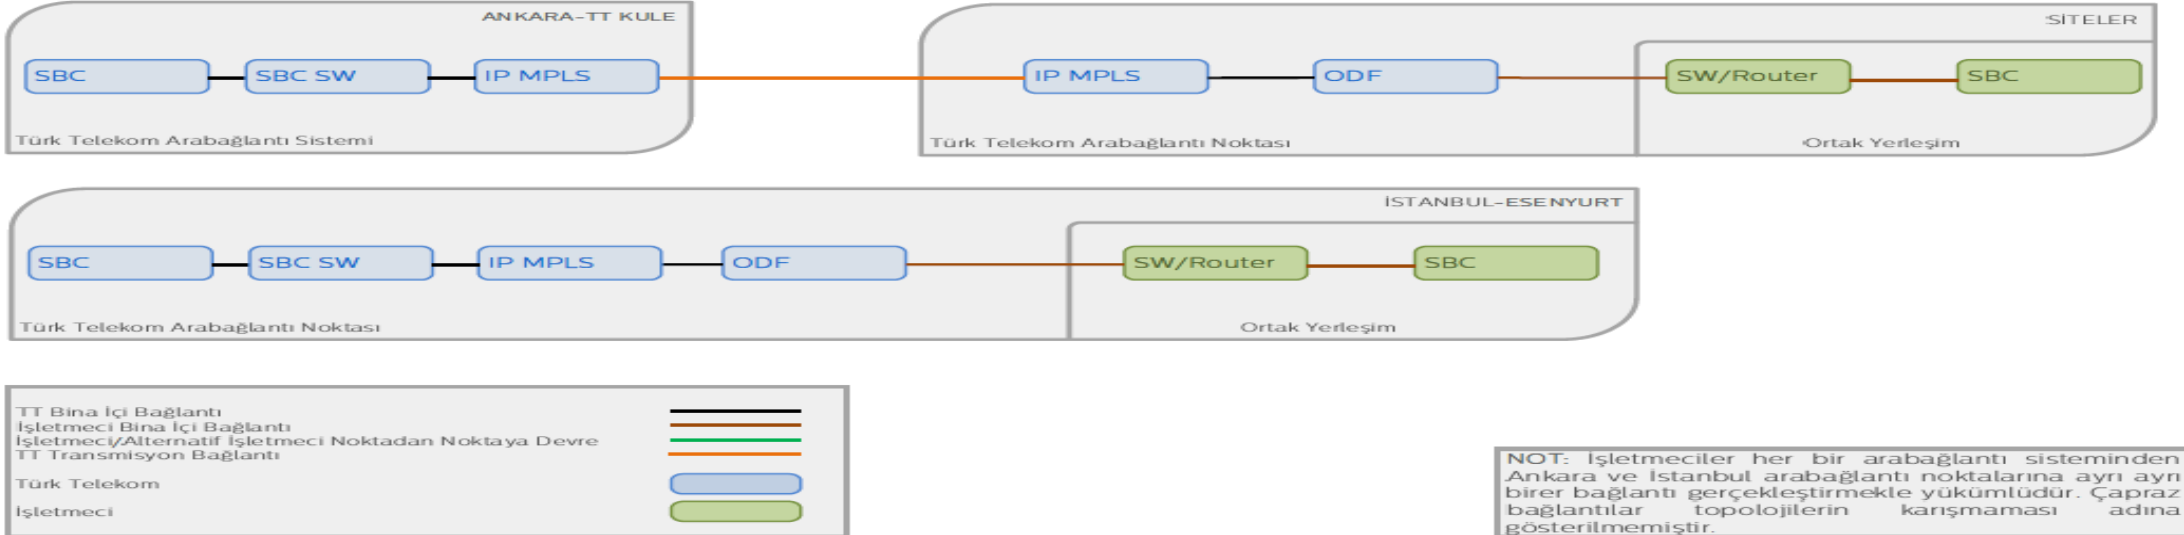 ANKARA-TT KULE
SBC
SBC SW
IP MPLS
Türk Telekom Arabağlantı Sistemi
SİTELER
IP MPLS
ODF
SW/Router
SBC
Türk Telekom Arabağlantı Noktası
Ortak Yerleşim
İSTANBUL-ESENYURT
SBC
SBC SW
IP MPLS
ODF
SW/Router
SBC
Türk Telekom Arabağlantı Noktası
Ortak Yerleşim
TT Bina İçi Bağlantı
İşletmeci Bina İçi Bağlantı
İşletmeci/Alternatif İşletmeci Noktadan Noktaya Devre
TT Transmisyon Bağlantı
Türk Telekom
İşletmeci
NOT: İşletmeciler her bir arabağlantı sisteminden
Ankara ve İstanbul arabağlantı noktalarına ayrı ayrı
birer bağlantı gerçekleştirmekle yükümlüdür. Çapraz
bağlantılar topolojilerin karışmaması adına
gösterilmemiştir.